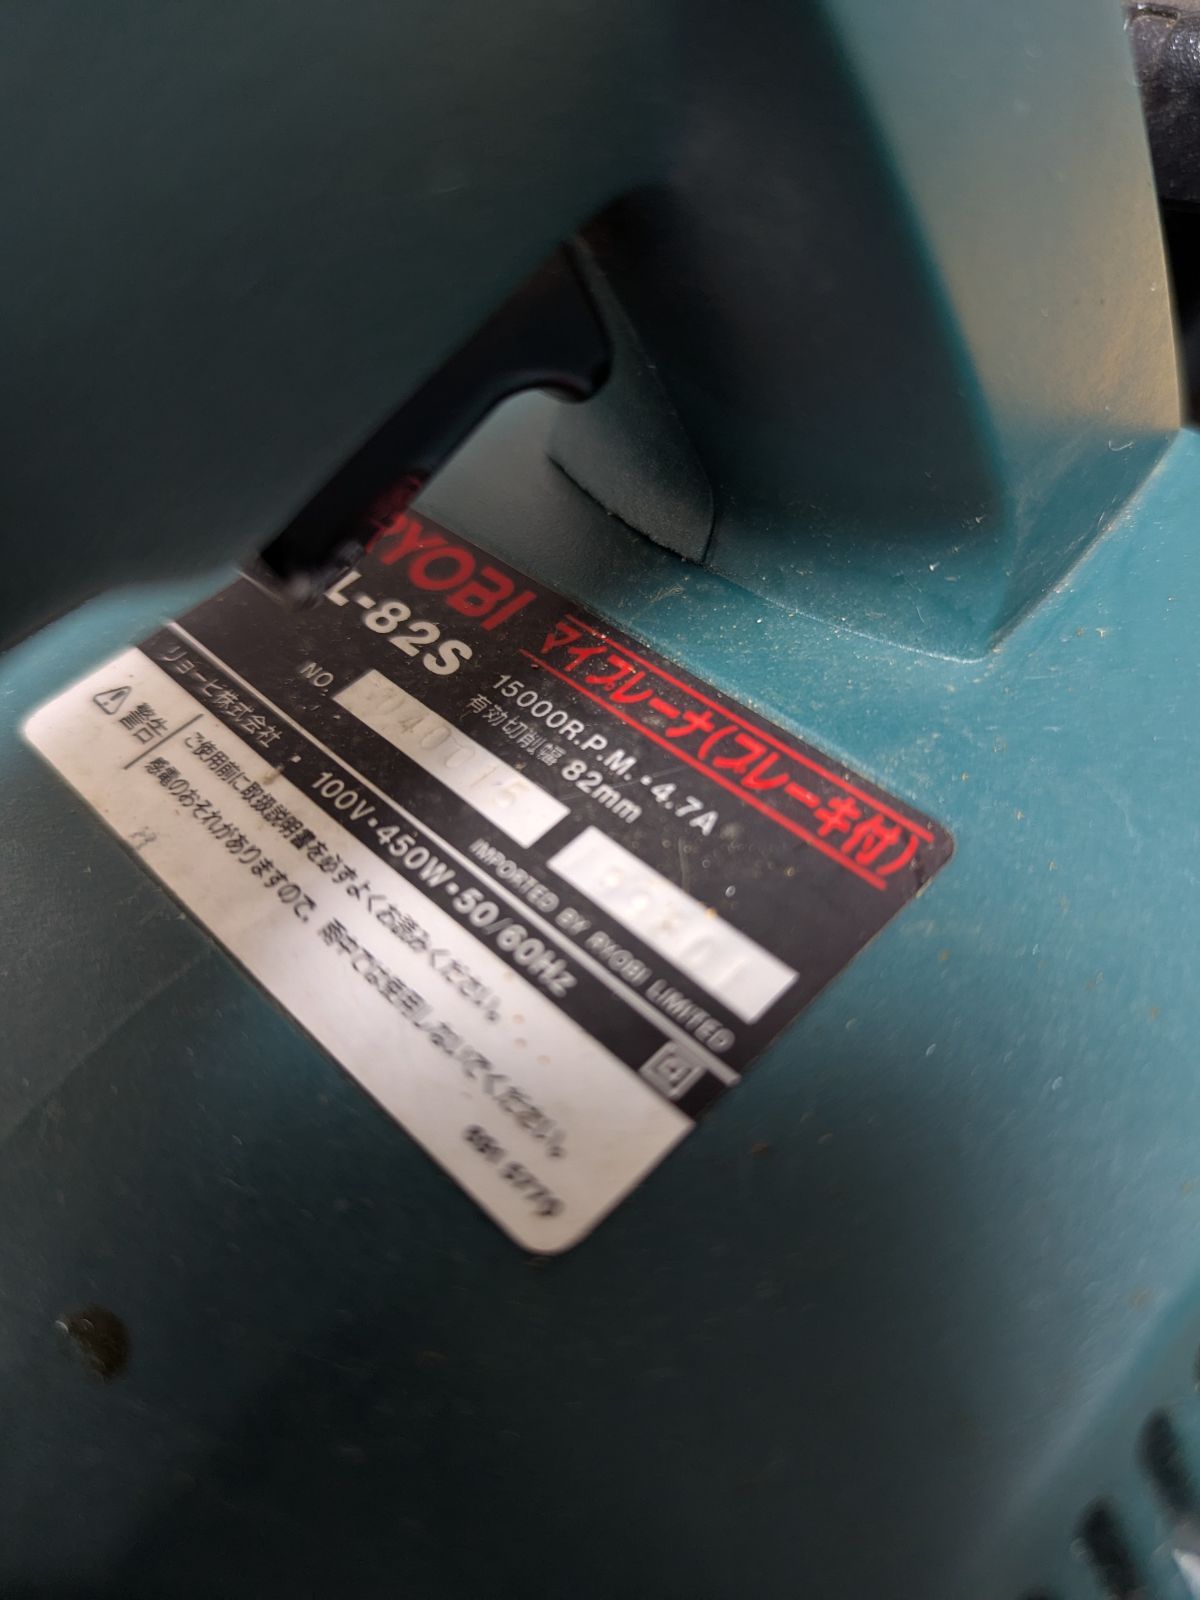 RYOBI マイプレーナ(ブレーキ付)
L-82S 15000R.P.M.・4.7A
有効切削幅 82mm
NO.
IMPORTED BY RYOBI LIMITED
リョービ株式会社 ・ 100V・450W・50/60Hz
警告 ご使用前に取扱説明書を必ずよくお読みください。
感電のおそれがありますので、雨中では使用しないでください。